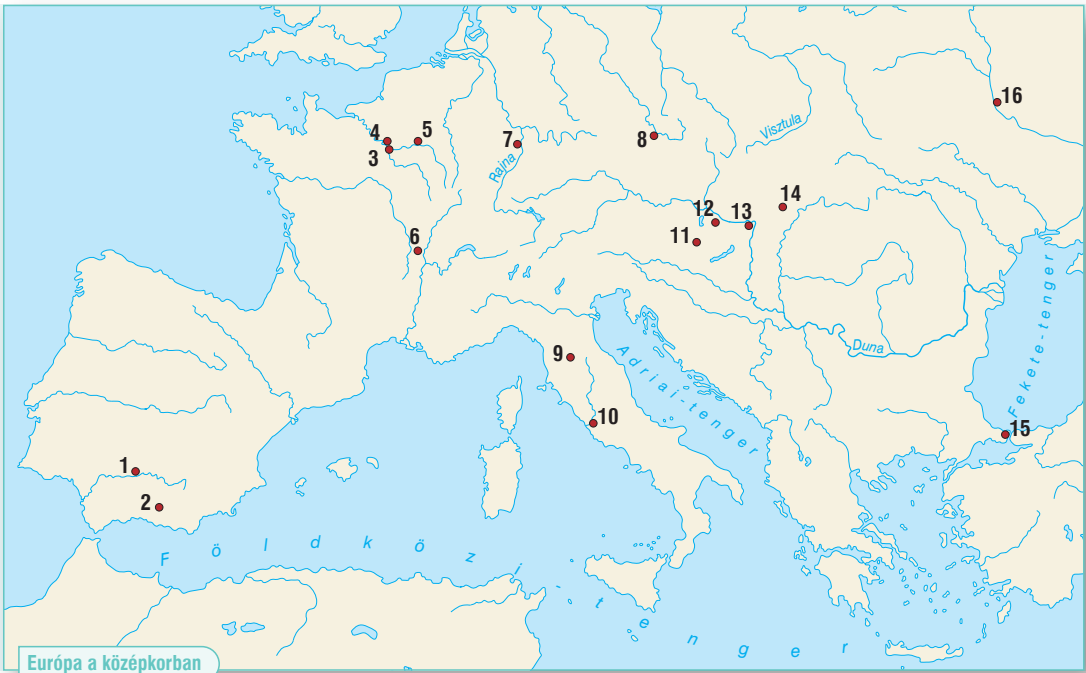 16
4
5
3
7
8
Visztula
Rajna
14
12
13
11
6
Duna
Fekete-tenger
9
Adriai-tenger
10
15
1
2
Földközi-tenger
Európa a középkorban